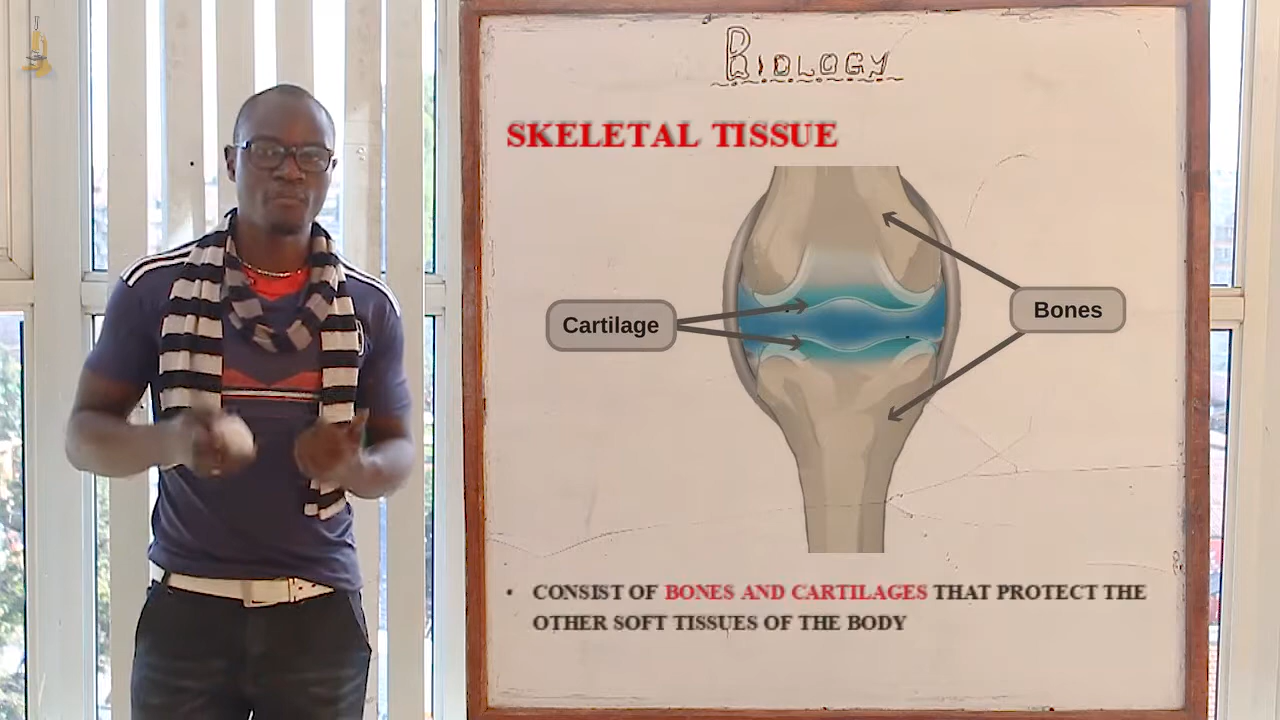 BIOLOGY
SKELETAL TISSUE
Cartilage
Bones
• CONSIST OF BONES AND CARTILAGES THAT PROTECT THE
OTHER SOFT TISSUES OF THE BODY